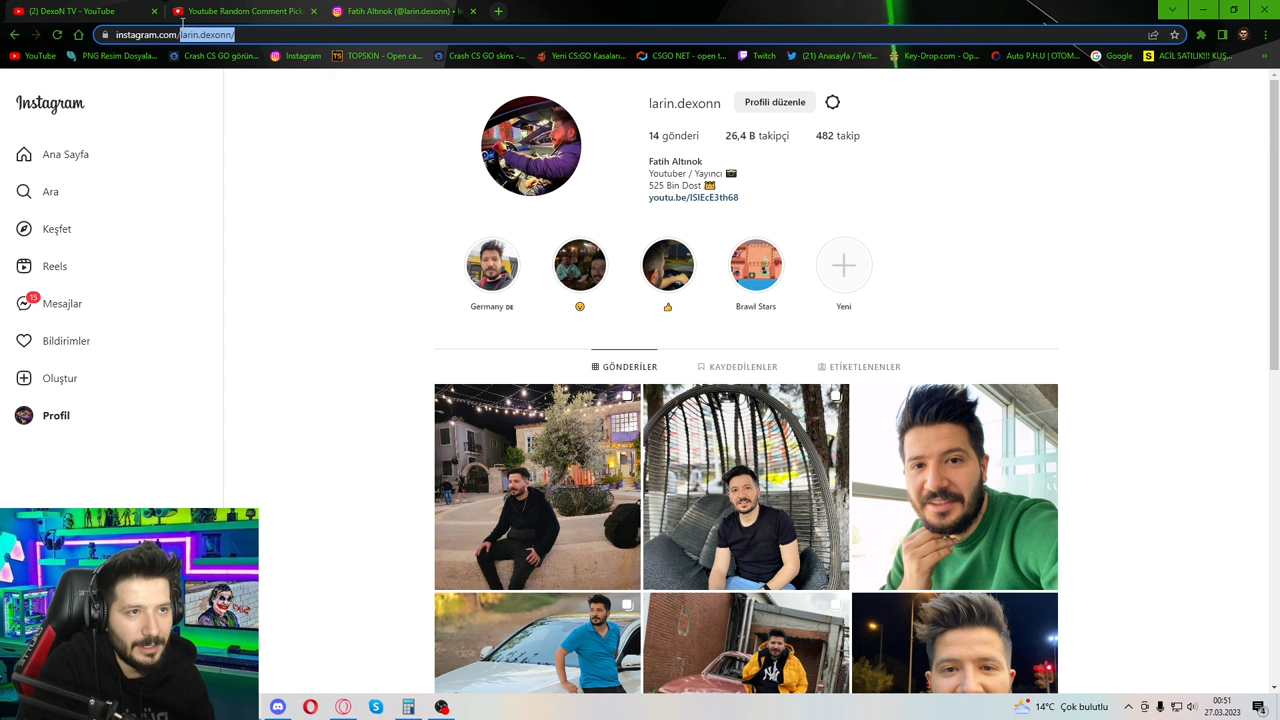 (2) DexoN TV - YouTube
Youtube Random Comment Pick
Fatih Altınok (@larin.dexonn) • In
instagram.com/larin.dexonn/
YouTube
PNG Resim Dosyala...
Crash CS GO görün...
Instagram
TOPSKIN - Open ca...
Crash CS GO skins -...
Yeni CS:GO Kasaları...
CSGO NET - open t...
Twitch
(21) Anasayfa / Twit...
Key-Drop.com - Op...
Auto P.H.U | OTOM...
Google
ACİL SATILIK!!! KUŞ...
Instagram
Ana Sayfa
Ara
Keşfet
Reels
15
Mesajlar
Bildirimler
Oluştur
Profil
larin.dexonn
Profili düzenle
14 gönderi
26,4 B takipçi
482 takip
Fatih Altınok
Youtuber / Yayıncı
525 Bin Dost
youtu.be/ISlEcE3th68
Germany DE
Brawl Stars
Yeni
GÖNDERİLER
KAYDEDİLENLER
ETİKETLENENLER
14°C Çok bulutlu
00:51
27.03.2023
4